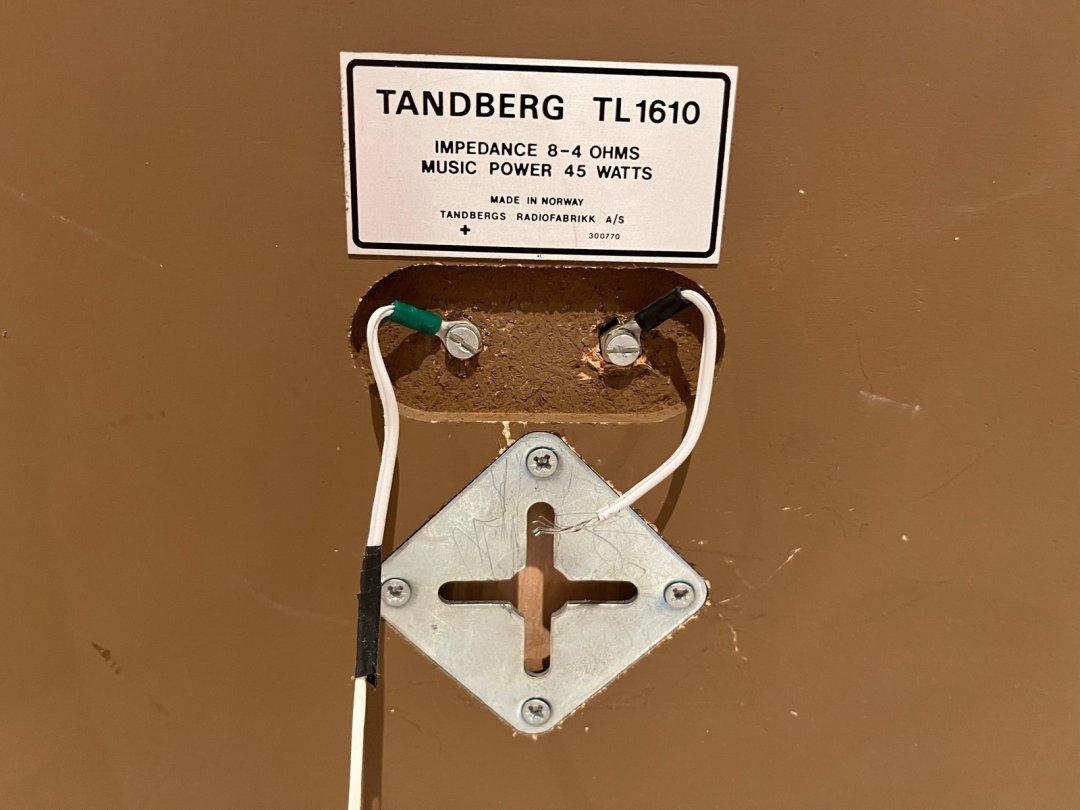 TANDBERG TL1610
IMPEDANCE 8-4 OHMS
MUSIC POWER 45 WATTS
MADE IN NORWAY
TANDBERGS RADIOFABRIKK A/S
+ 300770